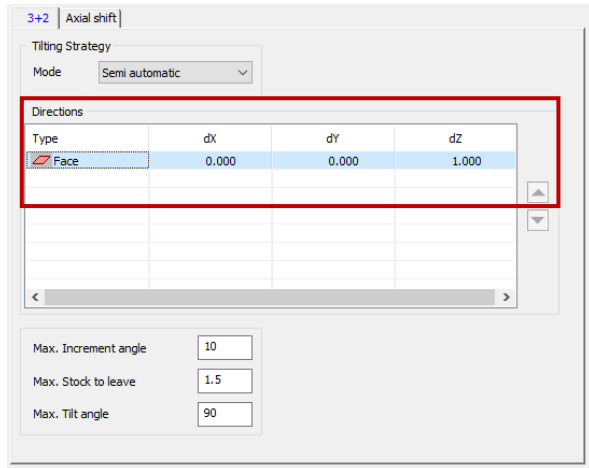 3+2 Axial shift
Tilting Strategy
Mode Semi automatic
Directions
Type dX dY dZ
Face 0.000 0.000 1.000
Max. Increment angle 10
Max. Stock to leave 1.5
Max. Tilt angle 90